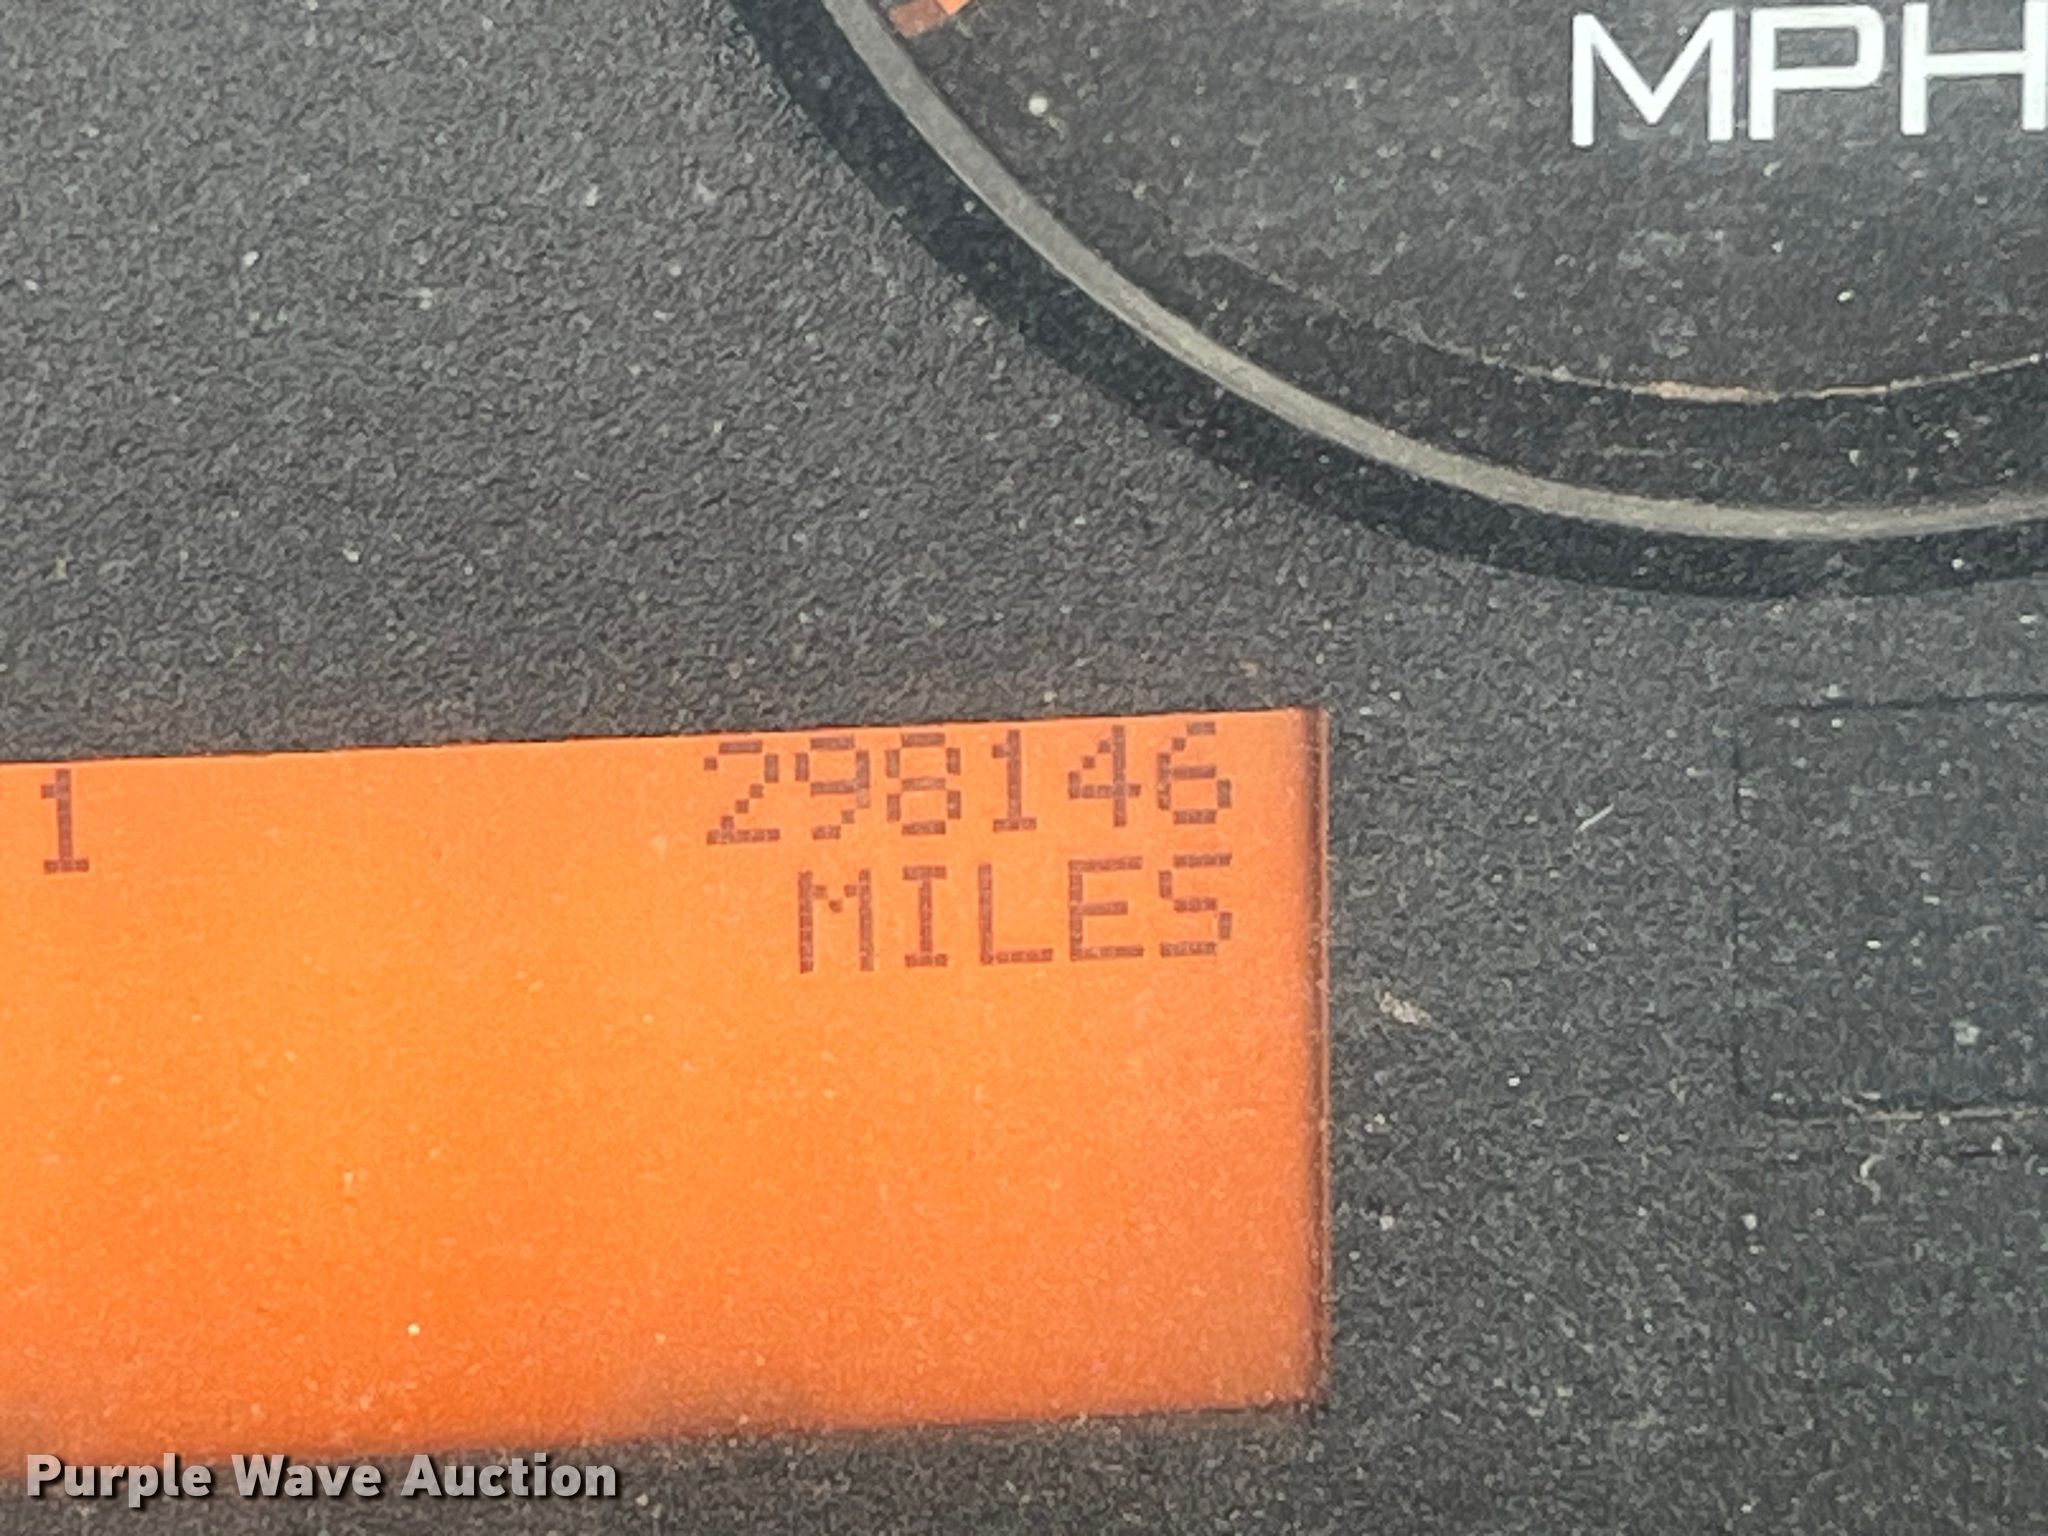 MPH
1 298146
MILES
Purple Wave Auction